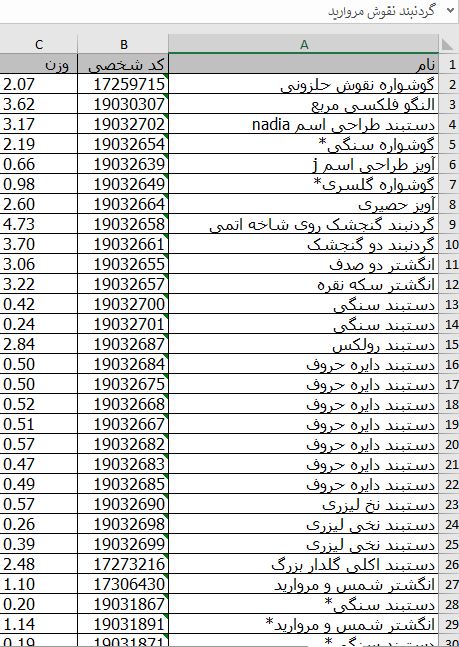 گردنبند نقوش مروارید
A B C
1 نام کد شخصی وزن
2 گوشواره نقوش حلزونی 17259715 2.07
3 النگو فلکسی مربع 19030307 3.62
4 دستبند طراحی اسم nadia 19032702 3.17
5 گوشواره سنگی* 19032654 2.19
6 آویز طراحی اسم j 19032639 0.66
7 گوشواره گلسری* 19032649 0.98
8 آویز حصیری 19032664 2.60
9 گردنبند گنجشک روی شاخه اتمی 19032658 4.73
10 گردنبند دو گنجشک 19032661 3.70
11 انگشتر دو صدف 19032655 3.06
12 انگشتر سکه نقره 19032657 3.22
13 دستبند سنگی 19032700 0.42
14 دستبند سنگی 19032701 0.24
15 دستبند رولکس 19032687 2.84
16 دستبند دایره حروف 19032684 0.50
17 دستبند دایره حروف 19032675 0.50
18 دستبند دایره حروف 19032668 0.52
19 دستبند دایره حروف 19032667 0.51
20 دستبند دایره حروف 19032682 0.57
21 دستبند دایره حروف 19032683 0.47
22 دستبند دایره حروف 19032685 0.49
23 دستبند نخ لیزری 19032690 0.57
24 دستبند نخی لیزری 19032698 0.26
25 دستبند نخی لیزری 19032699 0.39
26 دستبند اکلی گلدار بزرگ 17273216 2.48
27 انگشتر شمس و مروارید 17306430 1.10
28 دستبند سنگی* 19031867 0.20
29 انگشتر شمس و مروارید* 19031891 1.14
30 دستبند سنگی* 19031871 0.19